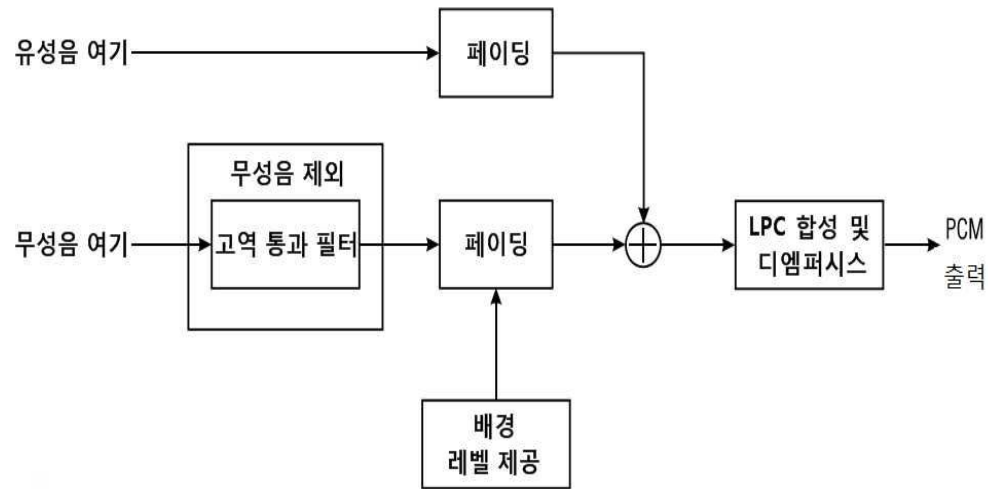 유성음 여기
페이딩
무성음 제외
무성음 여기
고역 통과 필터
페이딩
LPC 합성 및
디엠퍼시스
PCM
출력
배경
레벨 제공